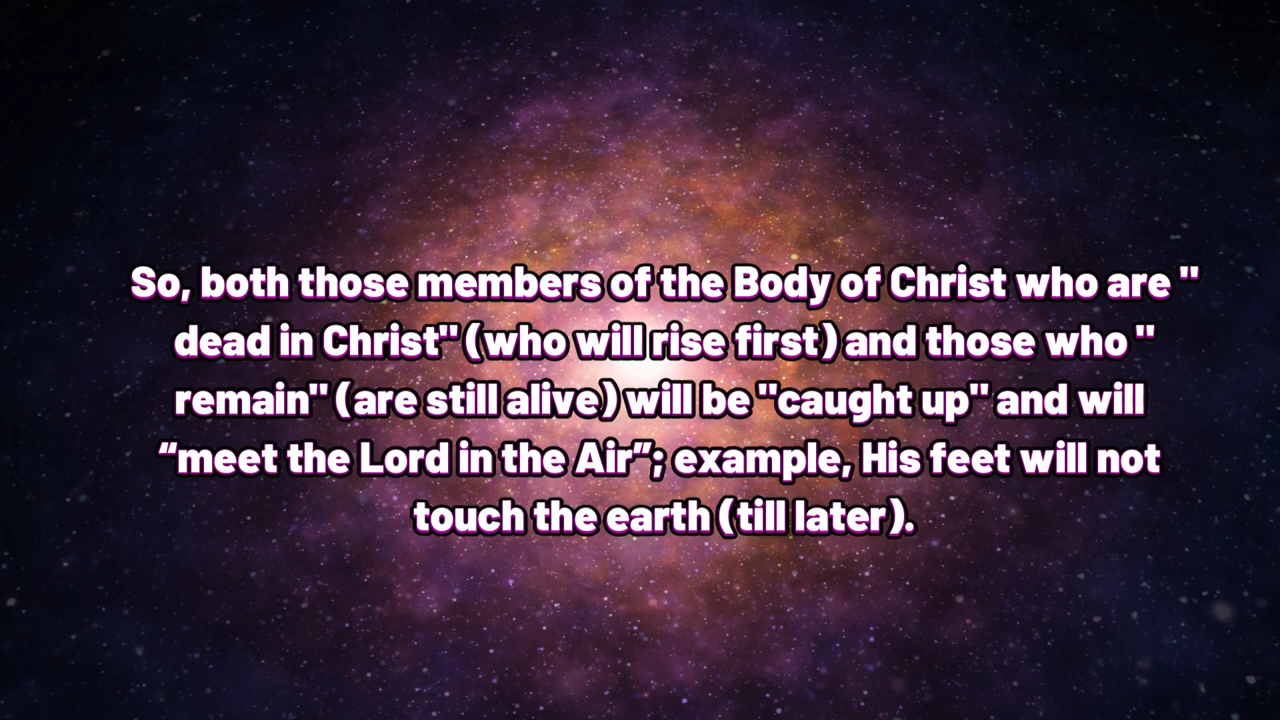 So, both those members of the Body of Christ who are "
dead in Christ" (who will rise first) and those who "
remain" (are still alive) will be "caught up" and will
“meet the Lord in the Air”; example, His feet will not
touch the earth (till later).